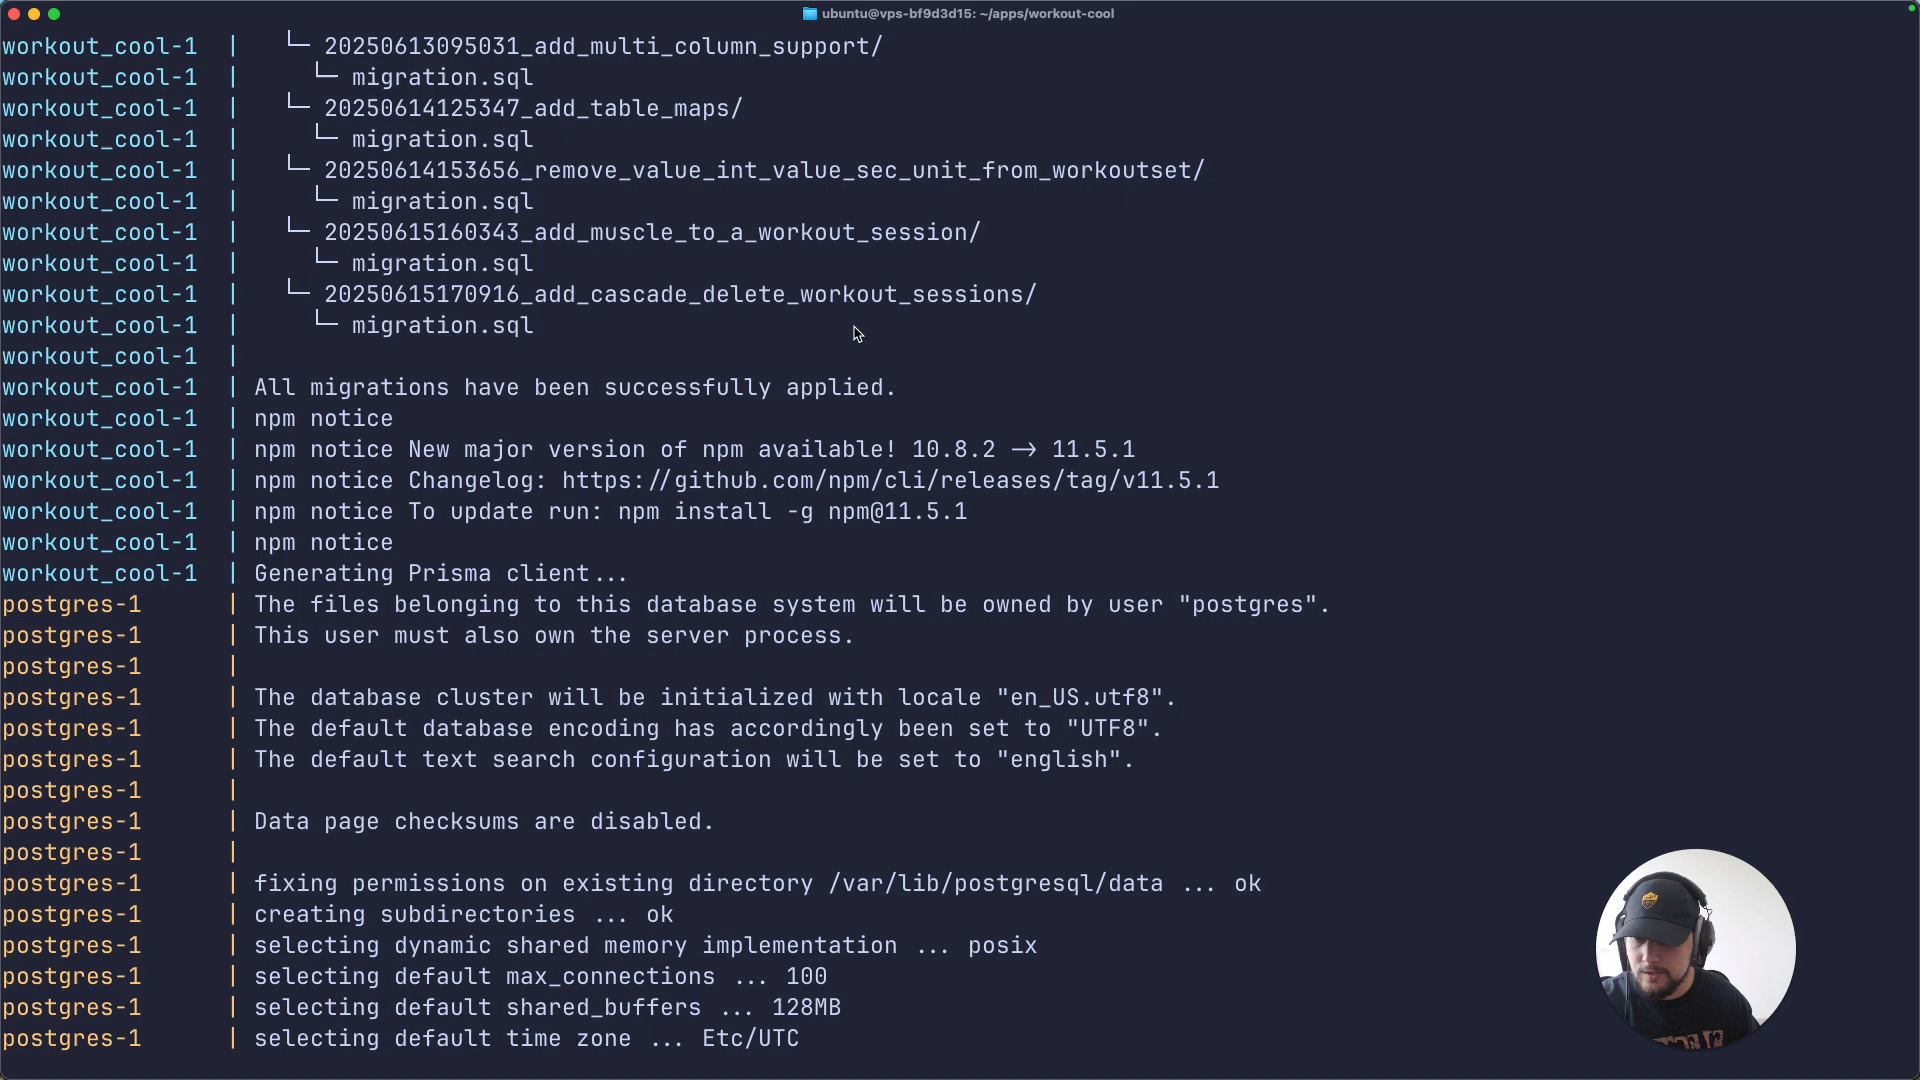 ubuntu@vps-bf9d3d15: ~/apps/workout-cool
workout_cool-1 | └─ 20250613095031_add_multi_column_support/
workout_cool-1 | └─ migration.sql
workout_cool-1 | └─ 20250614125347_add_table_maps/
workout_cool-1 | └─ migration.sql
workout_cool-1 | └─ 20250614153656_remove_value_int_value_sec_unit_from_workoutset/
workout_cool-1 | └─ migration.sql
workout_cool-1 | └─ 20250615160343_add_muscle_to_a_workout_session/
workout_cool-1 | └─ migration.sql
workout_cool-1 | └─ 20250615170916_add_cascade_delete_workout_sessions/
workout_cool-1 | └─ migration.sql
workout_cool-1 |
workout_cool-1 | All migrations have been successfully applied.
workout_cool-1 | npm notice
workout_cool-1 | npm notice New major version of npm available! 10.8.2 -> 11.5.1
workout_cool-1 | npm notice Changelog: https://github.com/npm/cli/releases/tag/v11.5.1
workout_cool-1 | npm notice To update run: npm install -g npm@11.5.1
workout_cool-1 | npm notice
workout_cool-1 | Generating Prisma client...
postgres-1 | The files belonging to this database system will be owned by user "postgres".
postgres-1 | This user must also own the server process.
postgres-1 |
postgres-1 | The database cluster will be initialized with locale "en_US.utf8".
postgres-1 | The default database encoding has accordingly been set to "UTF8".
postgres-1 | The default text search configuration will be set to "english".
postgres-1 |
postgres-1 | Data page checksums are disabled.
postgres-1 |
postgres-1 | fixing permissions on existing directory /var/lib/postgresql/data ... ok
postgres-1 | creating subdirectories ... ok
postgres-1 | selecting dynamic shared memory implementation ... posix
postgres-1 | selecting default max_connections ... 100
postgres-1 | selecting default shared_buffers ... 128MB
postgres-1 | selecting default time zone ... Etc/UTC